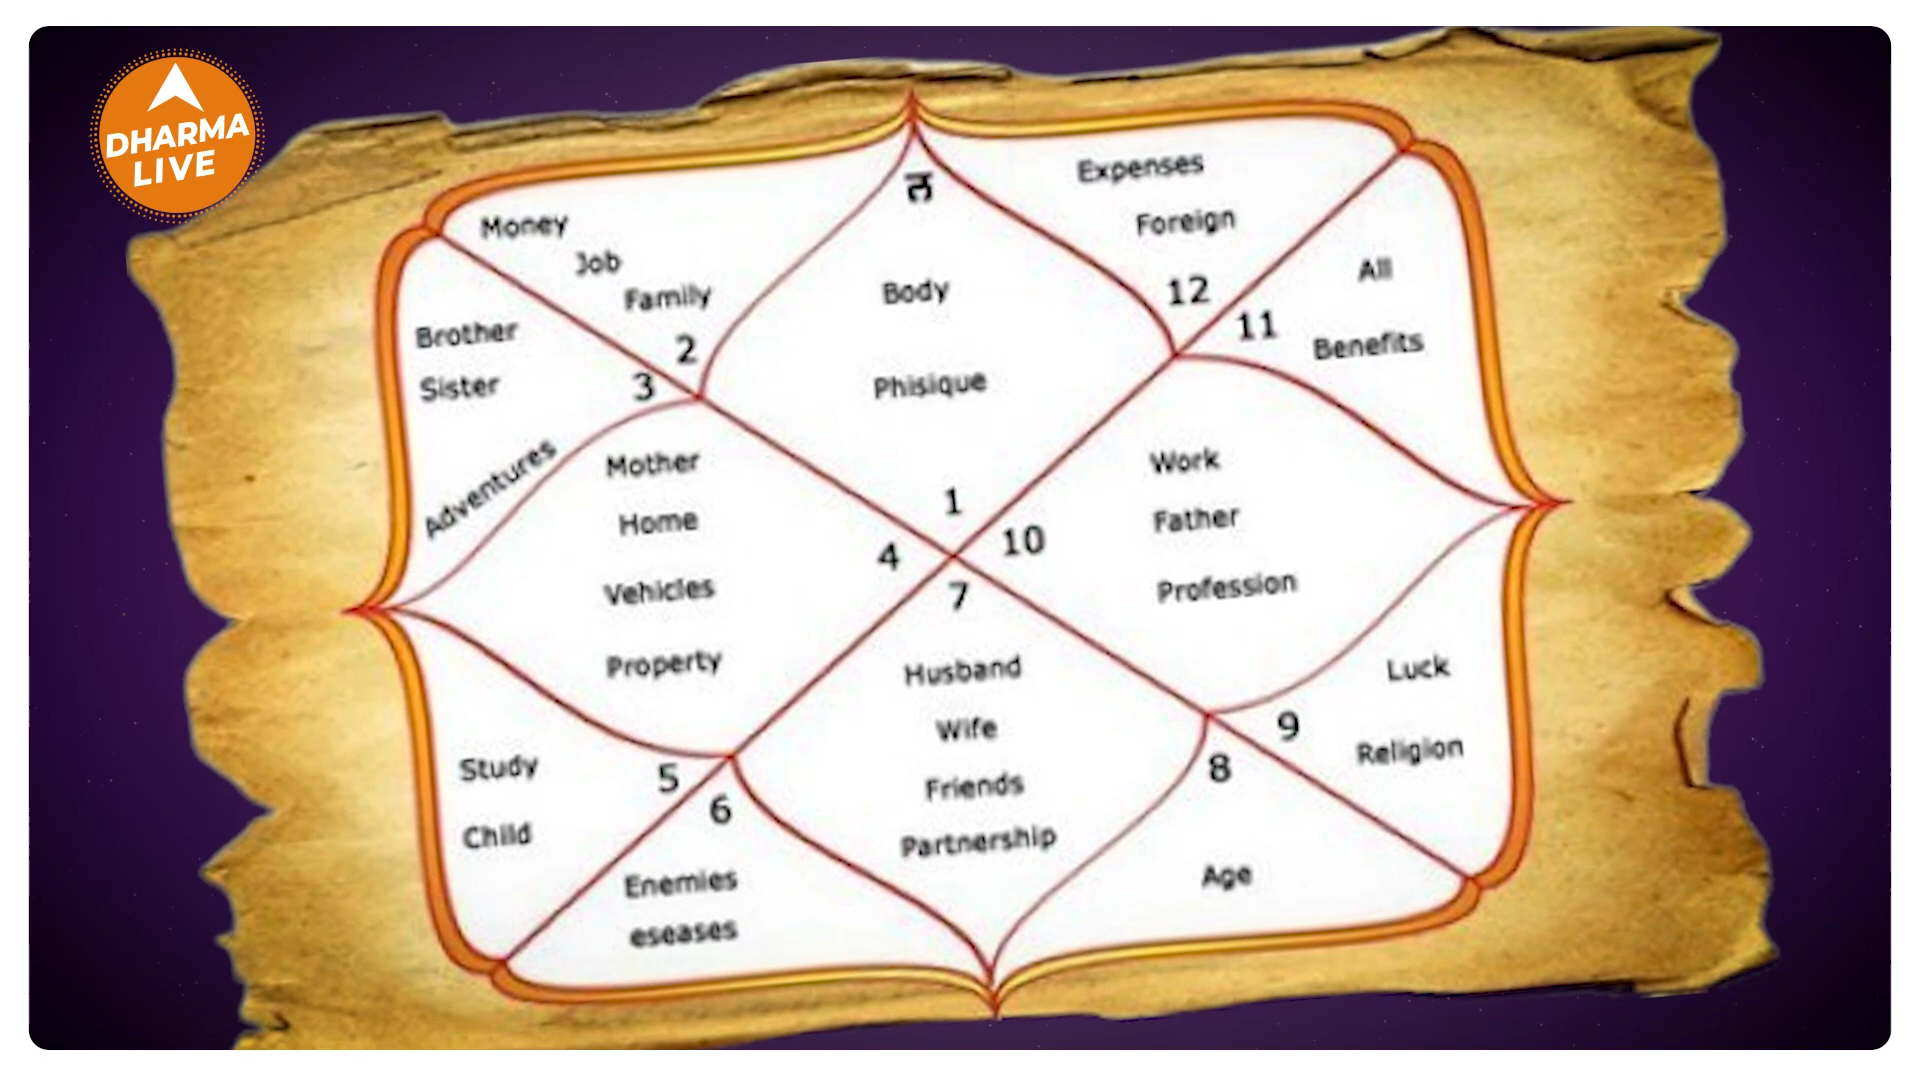 DHARMA
LIVE
ल
Body
Phisique
1
Money
Job
Family
2
Brother
Sister
3
Adventures
Mother
Home
4
Vehicles
Property
Study
5
Child
6
Enemies
eseases
7
Husband
Wife
Friends
Partnership
8
Age
9
Luck
Religion
10
Work
Father
Profession
11
All
Benefits
Expenses
Foreign
12